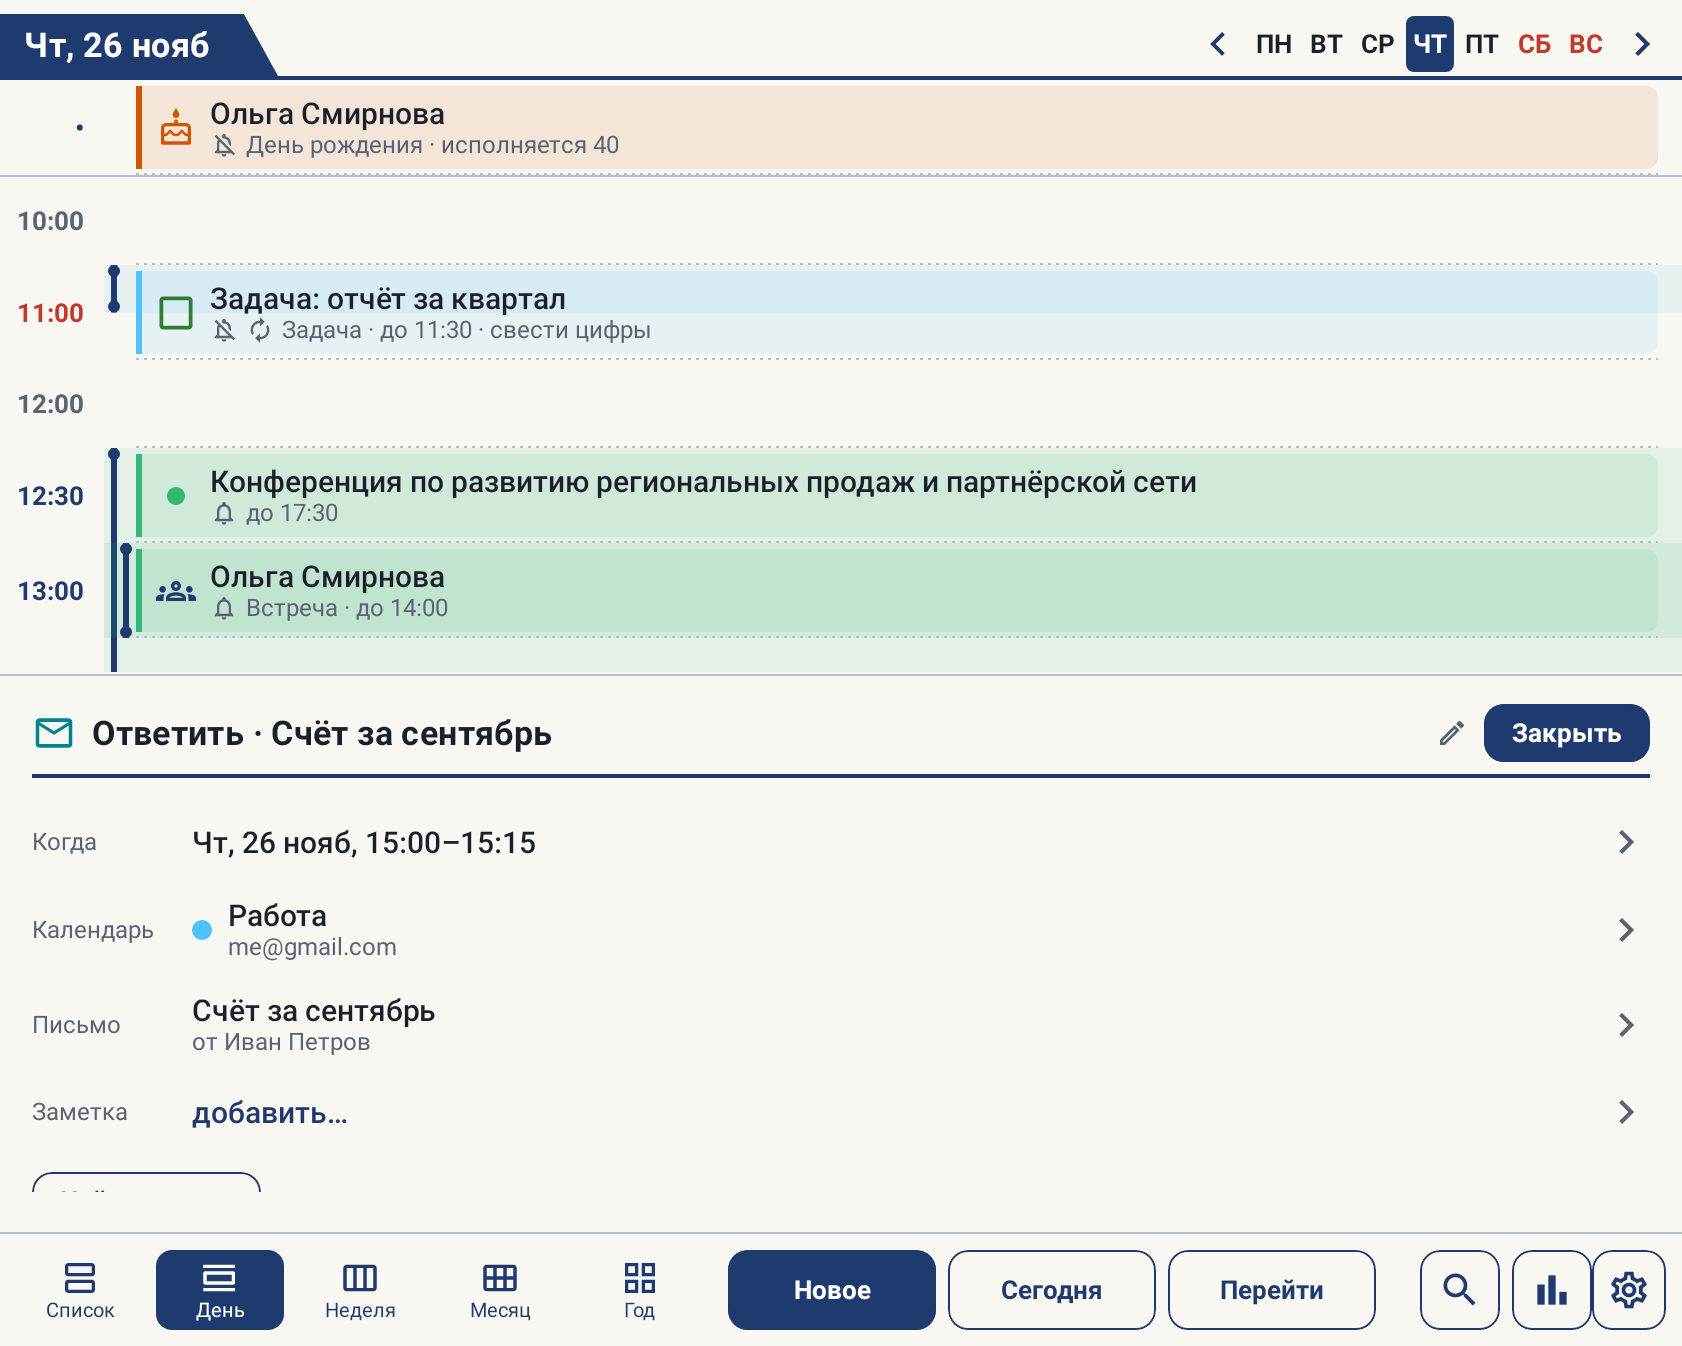 Чт, 26 нояб
ПН ВТ СР ЧТ ПТ СБ ВС
Ольга Смирнова
День рождения · исполняется 40
10:00
11:00
Задача: отчёт за квартал
Задача · до 11:30 · свести цифры
12:00
12:30
Конференция по развитию региональных продаж и партнёрской сети
до 17:30
13:00
Ольга Смирнова
Встреча · до 14:00
Ответить · Счёт за сентябрь
Закрыть
Когда
Чт, 26 нояб, 15:00–15:15
Календарь
Работа
me@gmail.com
Письмо
Счёт за сентябрь
от Иван Петров
Заметка
добавить...
Список
День
Неделя
Месяц
Год
Новое
Сегодня
Перейти